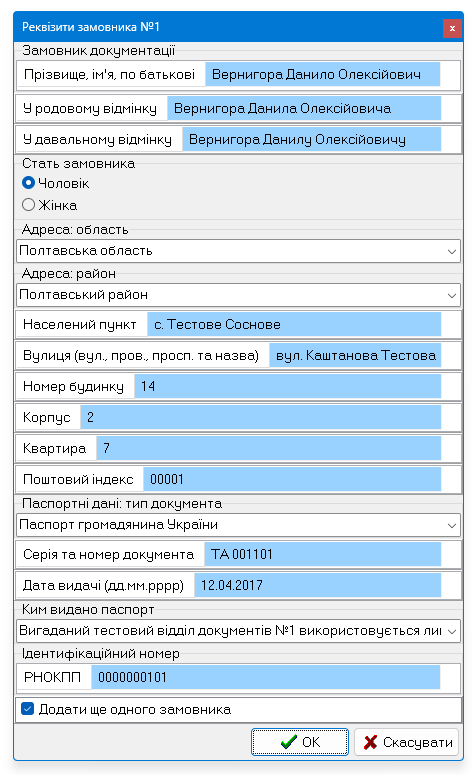 Реквізити замовника №1
Замовник документації
Прізвище, ім'я, по батькові Вернигора Данило Олексійович
У родовому відмінку Вернигора Данила Олексійовича
У давальному відмінку Вернигора Данилу Олексійовичу
Стать замовника
Чоловік
Жінка
Адреса: область
Полтавська область
Адреса: район
Полтавський район
Населений пункт с. Тестове Соснове
Вулиця (вул., пров., просп. та назва) вул. Каштанова Тестова
Номер будинку 14
Корпус 2
Квартира 7
Поштовий індекс 00001
Паспортні дані: тип документа
Паспорт громадянина України
Серія та номер документа ТА 001101
Дата видачі (дд.мм.рррр) 12.04.2017
Ким видано паспорт
Вигаданий тестовий відділ документів №1 використовується ли
Ідентифікаційний номер
РНОКПП 0000000101
Додати ще одного замовника
ОК Скасувати